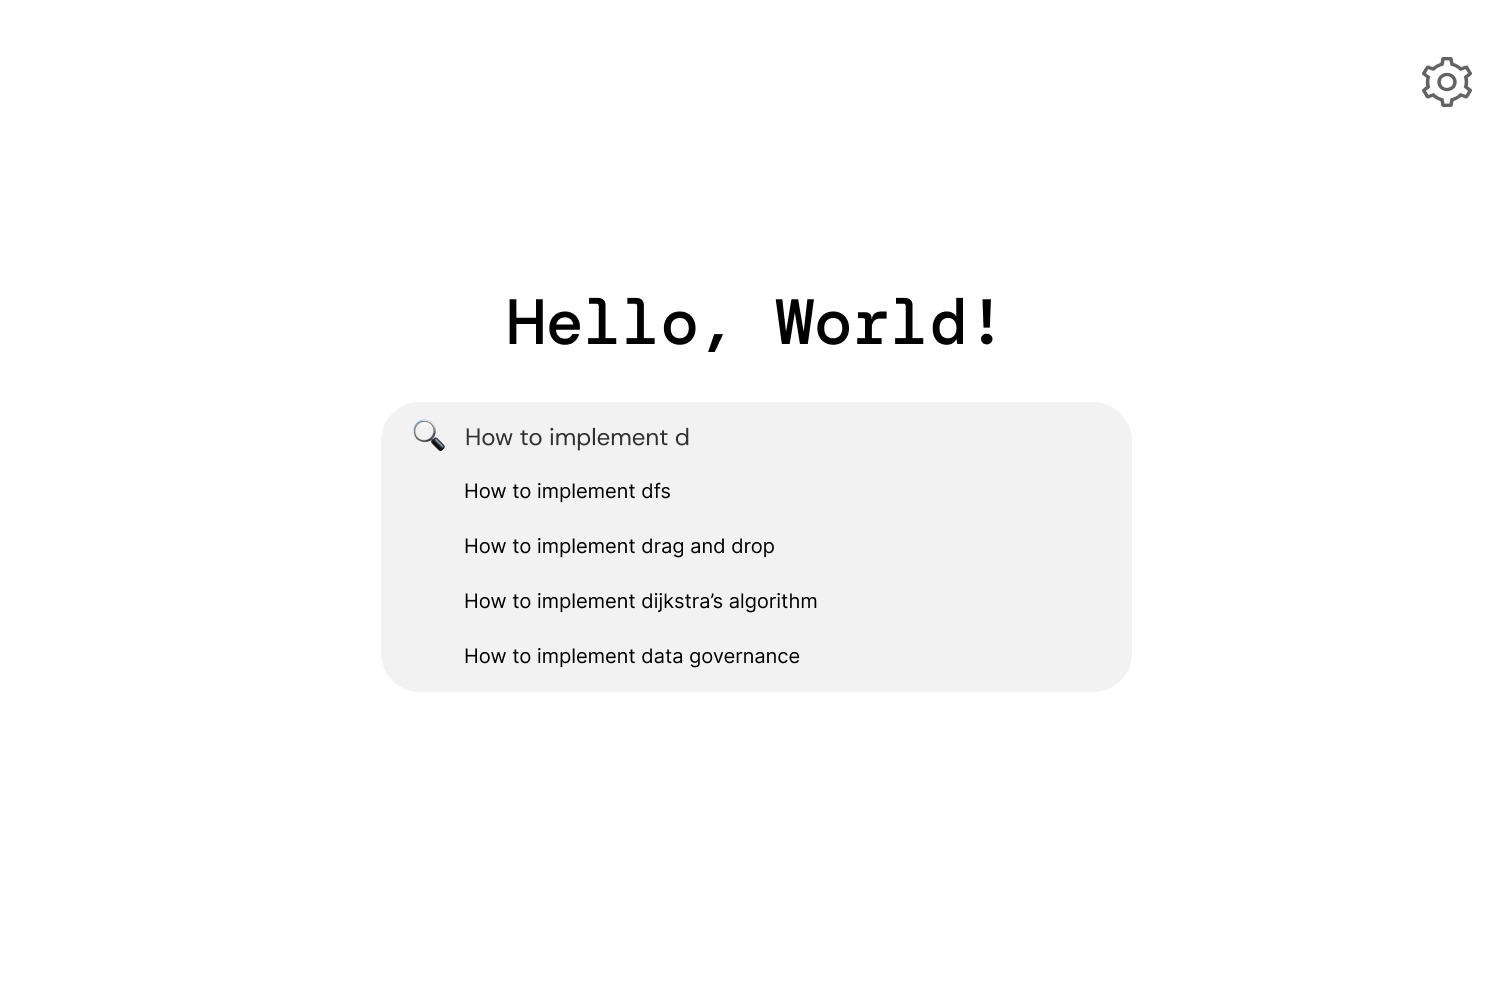 Hello, World!
How to implement d
How to implement dfs
How to implement drag and drop
How to implement dijkstra’s algorithm
How to implement data governance